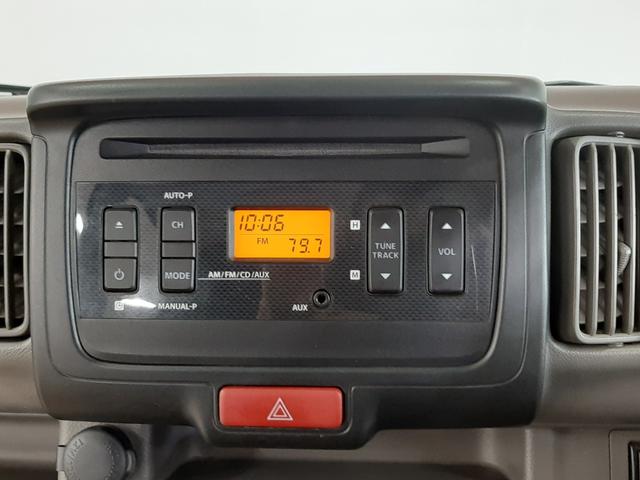 AUTO-P
CH
10:06
FM 79.7
H
TUNE
TRACK
VOL
MODE
AM/FM/CD/AUX
M
MANUAL-P
AUX